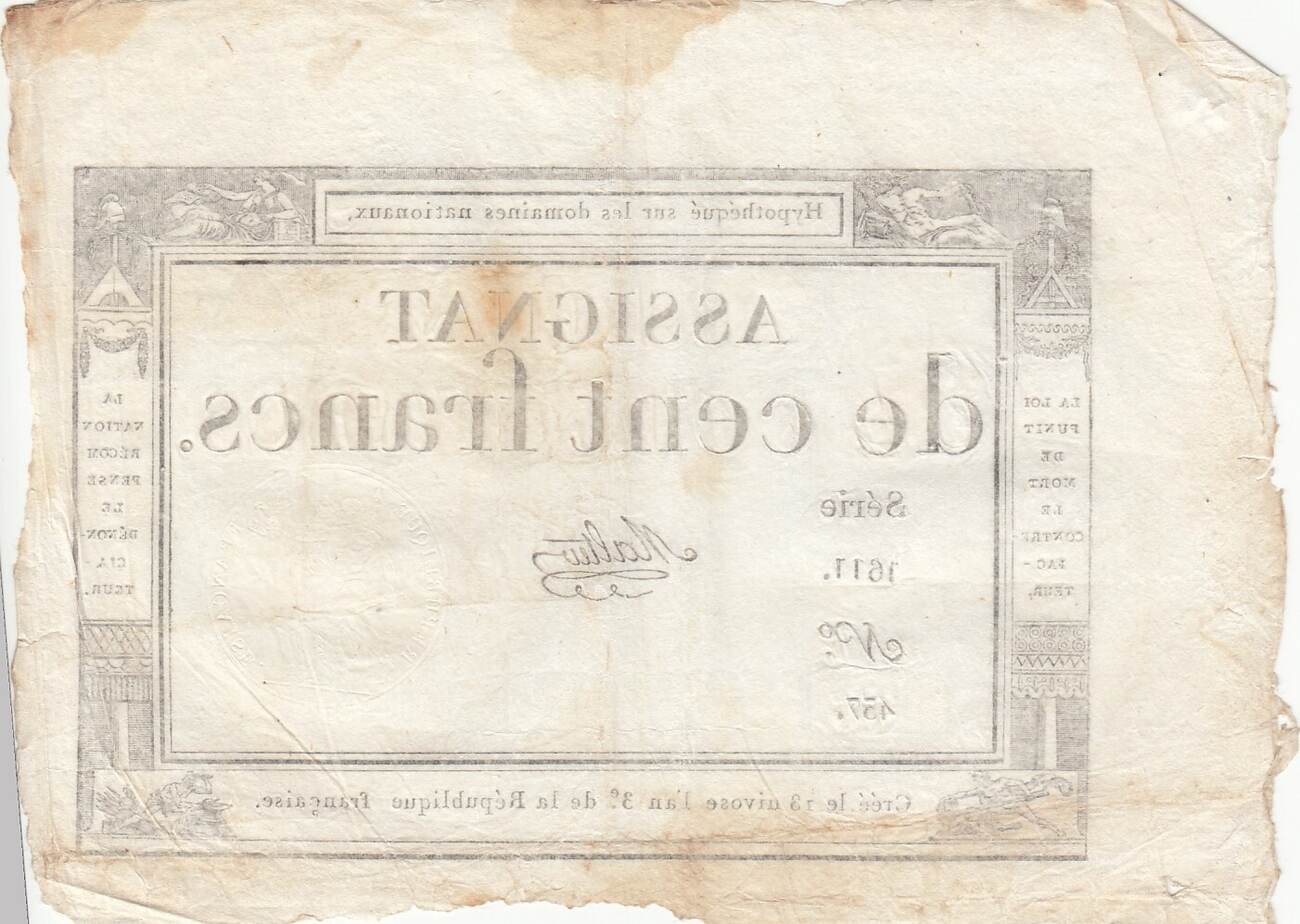 Hypothéqué sur les domaines nationaux,
ASSIGNAT
de cent francs.
LA LOI
PUNIT
DE
MORT
LE
CONTRE-
FAC-
TEUR,
Série
1611.
Nº.
437.
LA
NATION
RÉCOM
PENSE
LE
DÉNON-
CIA-
TEUR.
Créé le 18 nivose l'an 3e. de la République française.